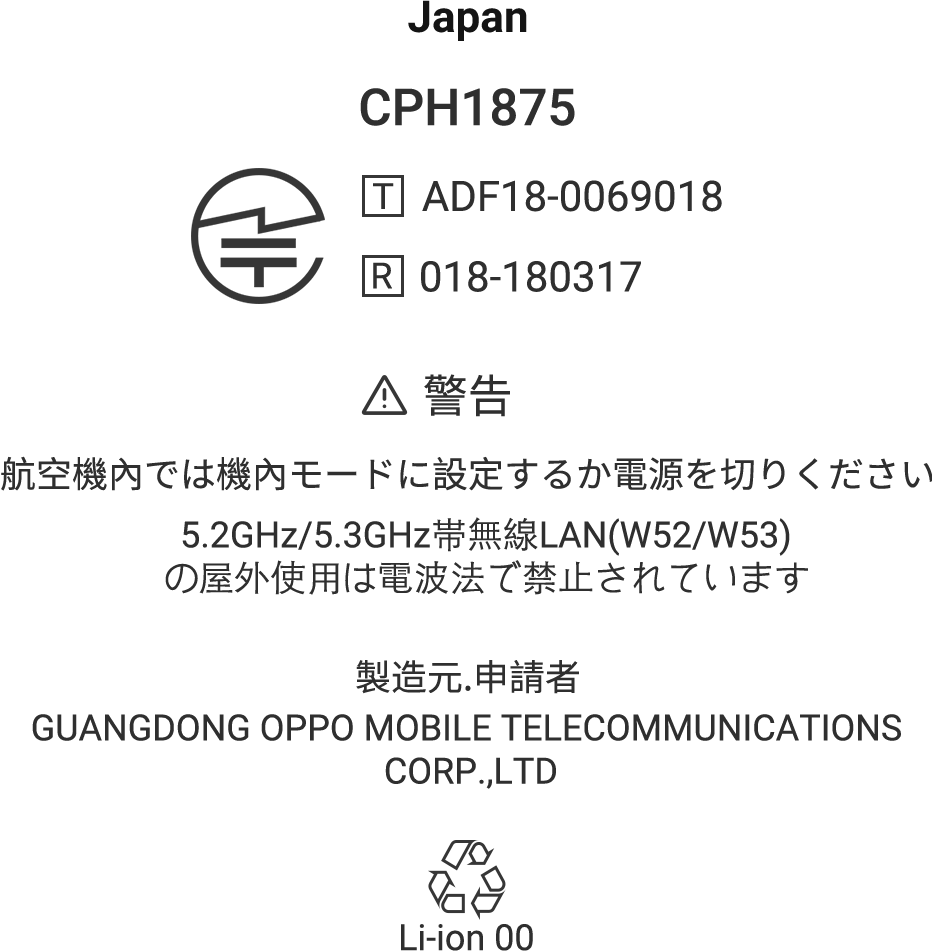 Japan
CPH1875
T ADF18-0069018
R 018-180317
警告
航空機內では機內モードに設定するか電源を切りください
5.2GHz/5.3GHz帯無線LAN(W52/W53)
の屋外使用は電波法で禁止されています
製造元.申請者
GUANGDONG OPPO MOBILE TELECOMMUNICATIONS
CORP.,LTD
Li-ion 00